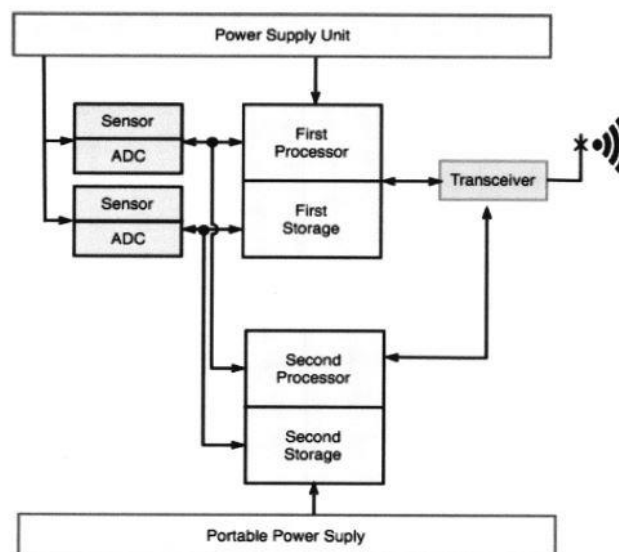 Power Supply Unit
Sensor
ADC
Sensor
ADC
First
Processor
First
Storage
Transceiver
Second
Processor
Second
Storage
Portable Power Suply